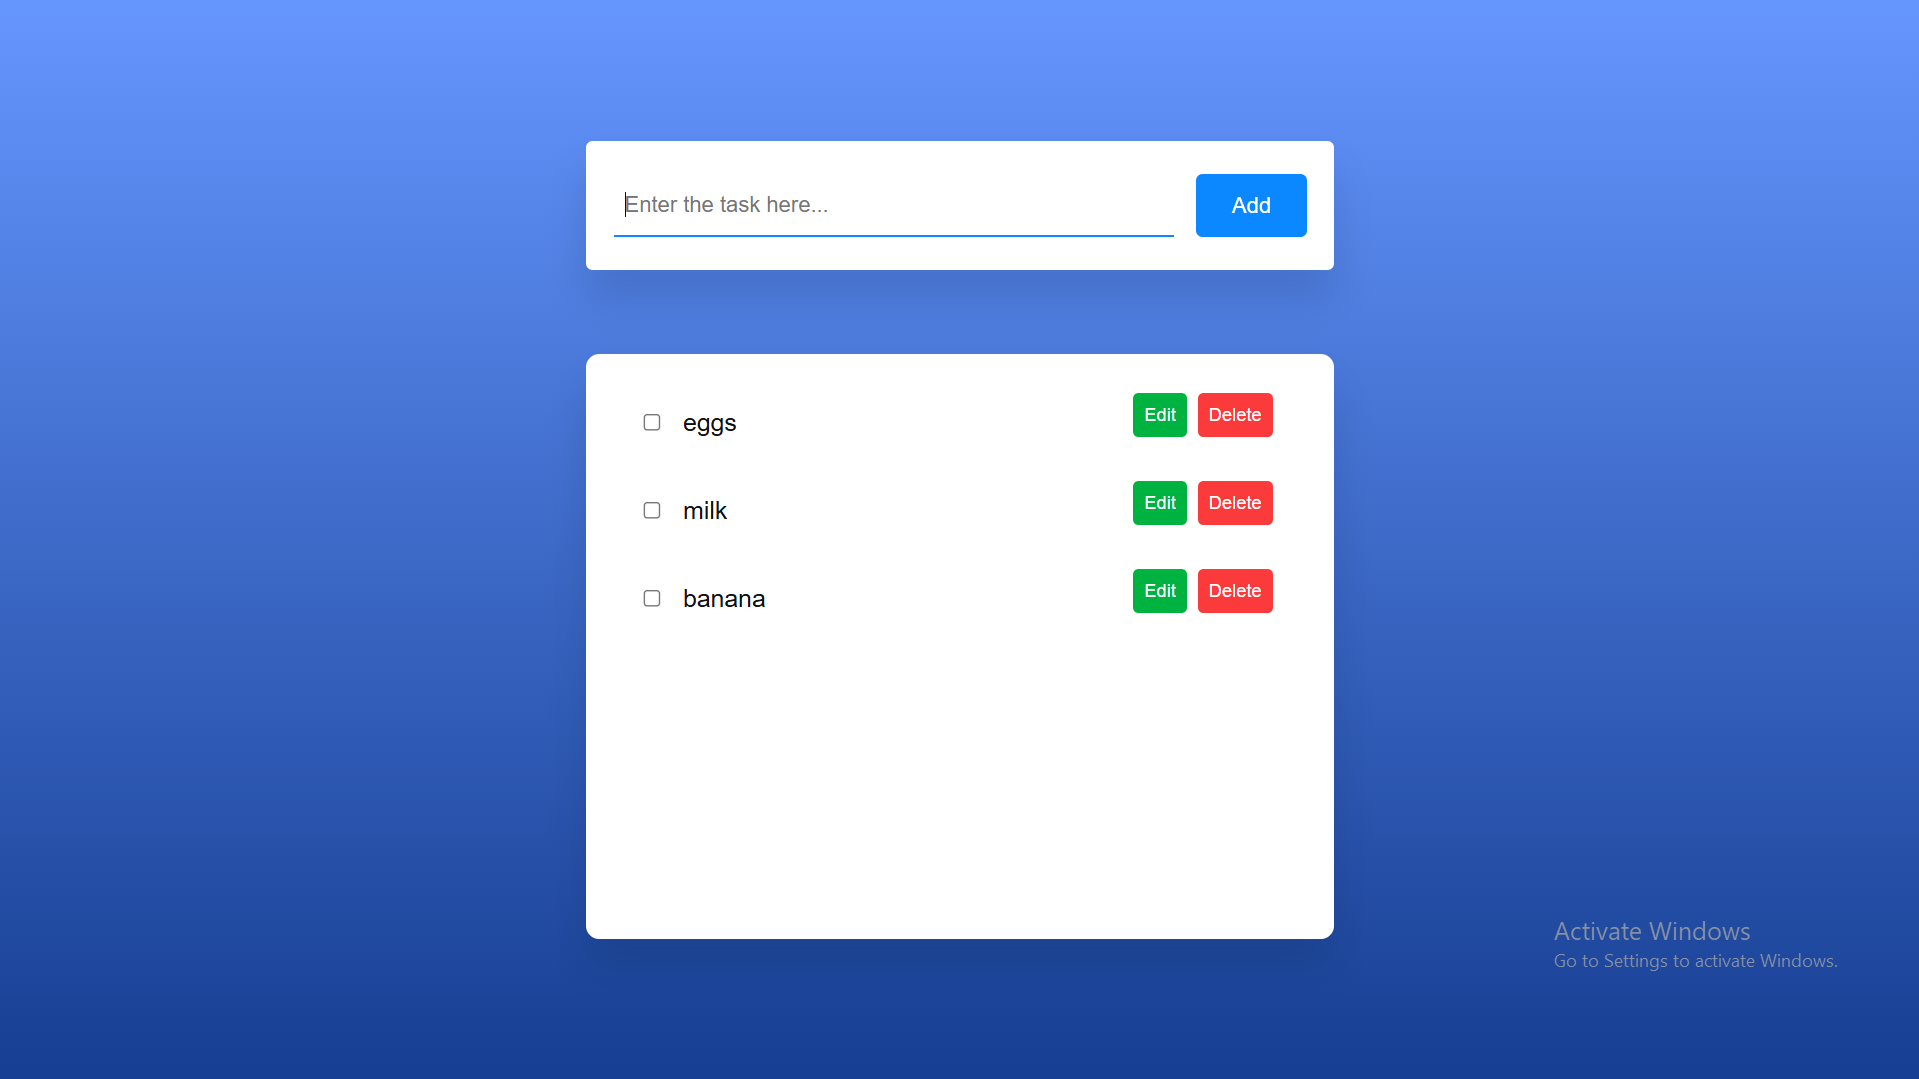 Enter the task here...
Add
eggs Edit Delete
milk Edit Delete
banana Edit Delete
Activate Windows
Go to Settings to activate Windows.